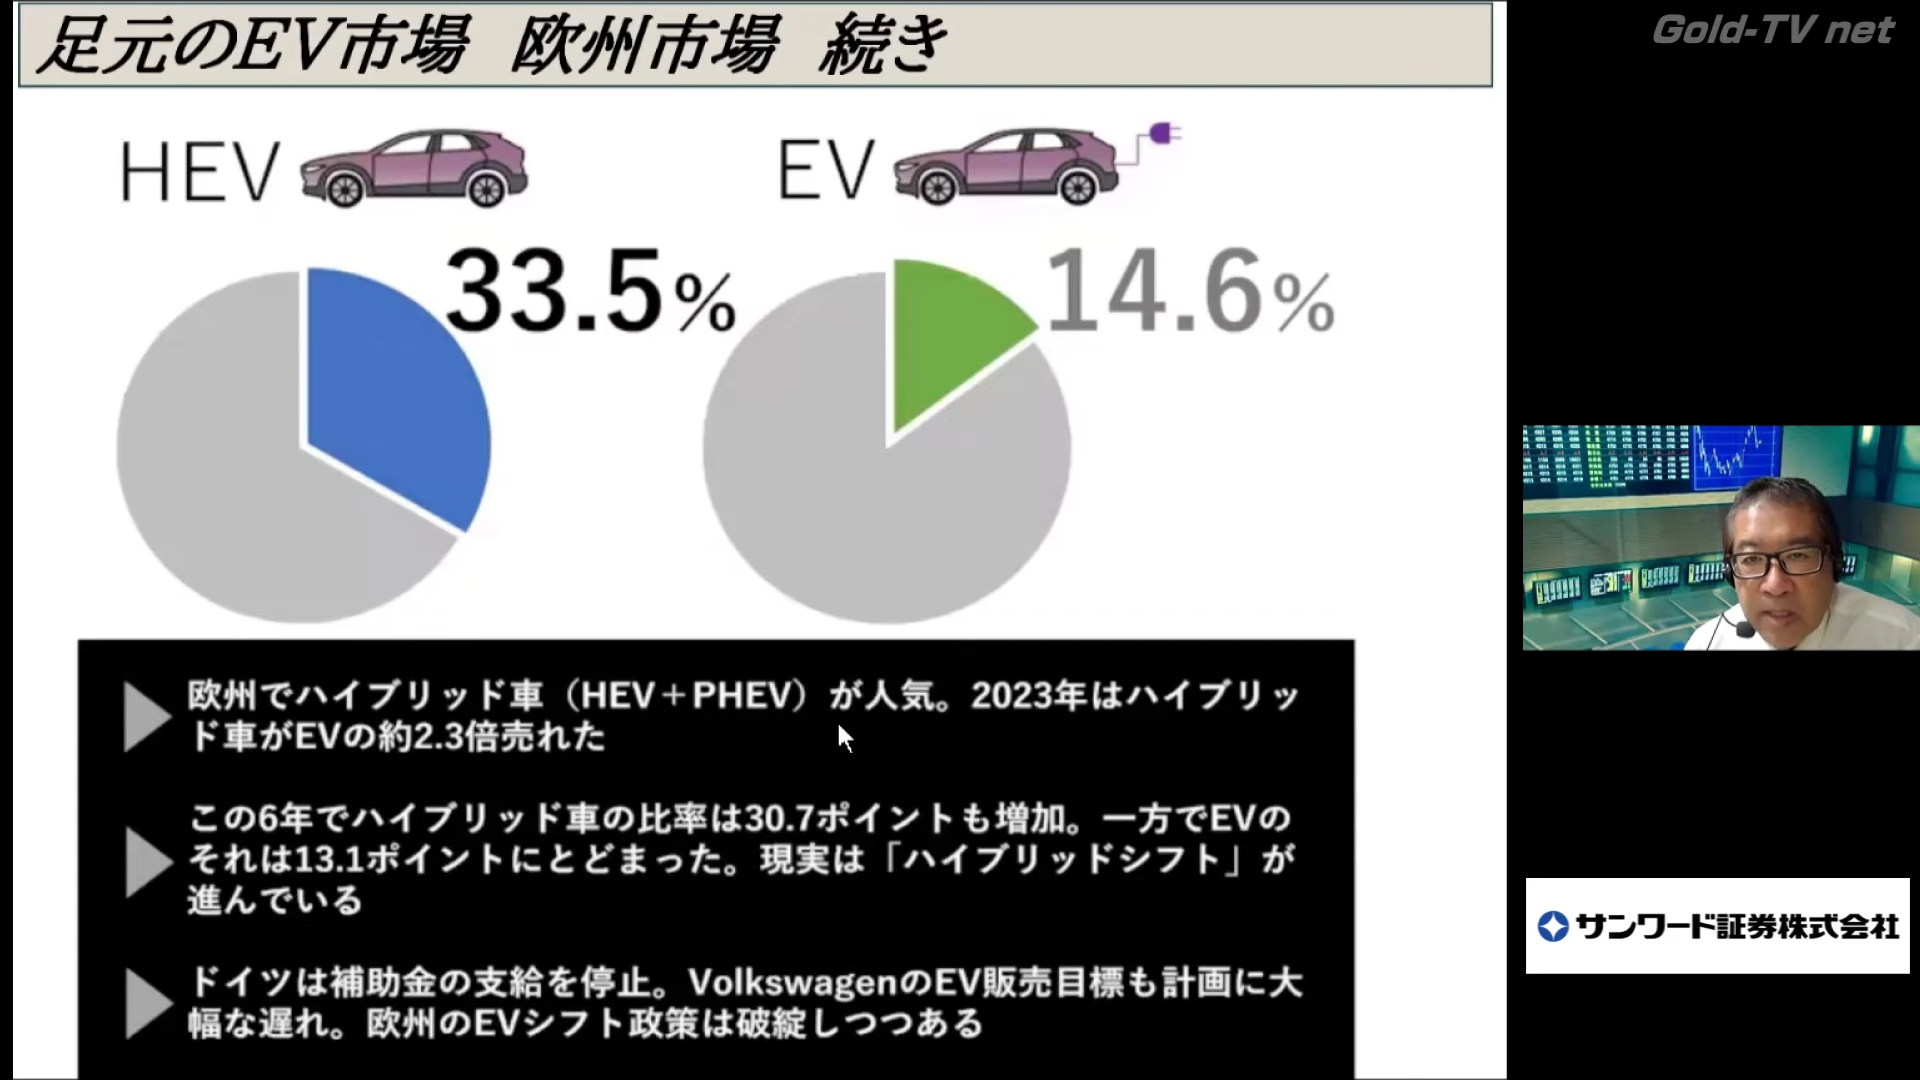 足元のEV市場　欧州市場　続き
Gold-TV net
HEV
EV
33.5%
14.6%
欧州でハイブリッド車（HEV＋PHEV）が人気。2023年はハイブリッ
ド車がEVの約2.3倍売れた
この6年でハイブリッド車の比率は30.7ポイントも増加。一方でEVの
それは13.1ポイントにとどまった。現実は「ハイブリッドシフト」が
進んでいる
ドイツは補助金の支給を停止。VolkswagenのEV販売目標も計画に大
幅な遅れ。欧州のEVシフト政策は破綻しつつある
サンワード証券株式会社